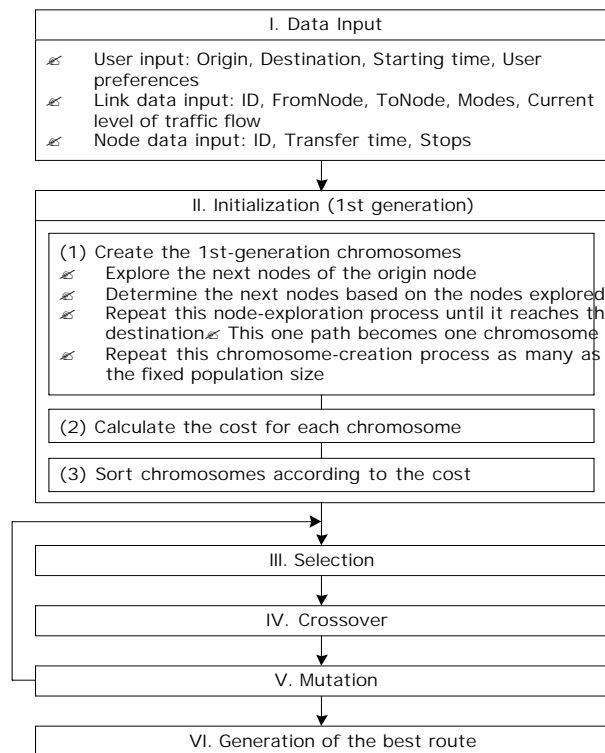 I. Data Input
User input: Origin, Destination, Starting time, User
preferences
Link data input: ID, FromNode, ToNode, Modes, Current
level of traffic flow
Node data input: ID, Transfer time, Stops
II. Initialization (1st generation)
(1) Create the 1st-generation chromosomes
Explore the next nodes of the origin node
Determine the next nodes based on the nodes explored
Repeat this node-exploration process until it reaches th
destination✍ This one path becomes one chromosome
Repeat this chromosome-creation process as many as
the fixed population size
(2) Calculate the cost for each chromosome
(3) Sort chromosomes according to the cost
III. Selection
IV. Crossover
V. Mutation
VI. Generation of the best route